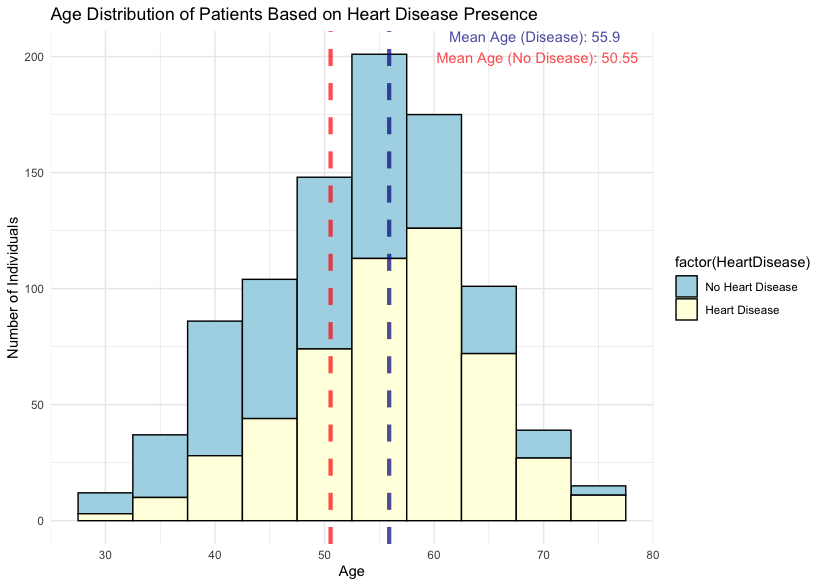 Age Distribution of Patients Based on Heart Disease Presence
Mean Age (Disease): 55.9
Mean Age (No Disease): 50.55
200
150
100
50
0
Number of Individuals
30 40 50 60 70 80
Age
factor(HeartDisease)
No Heart Disease
Heart Disease